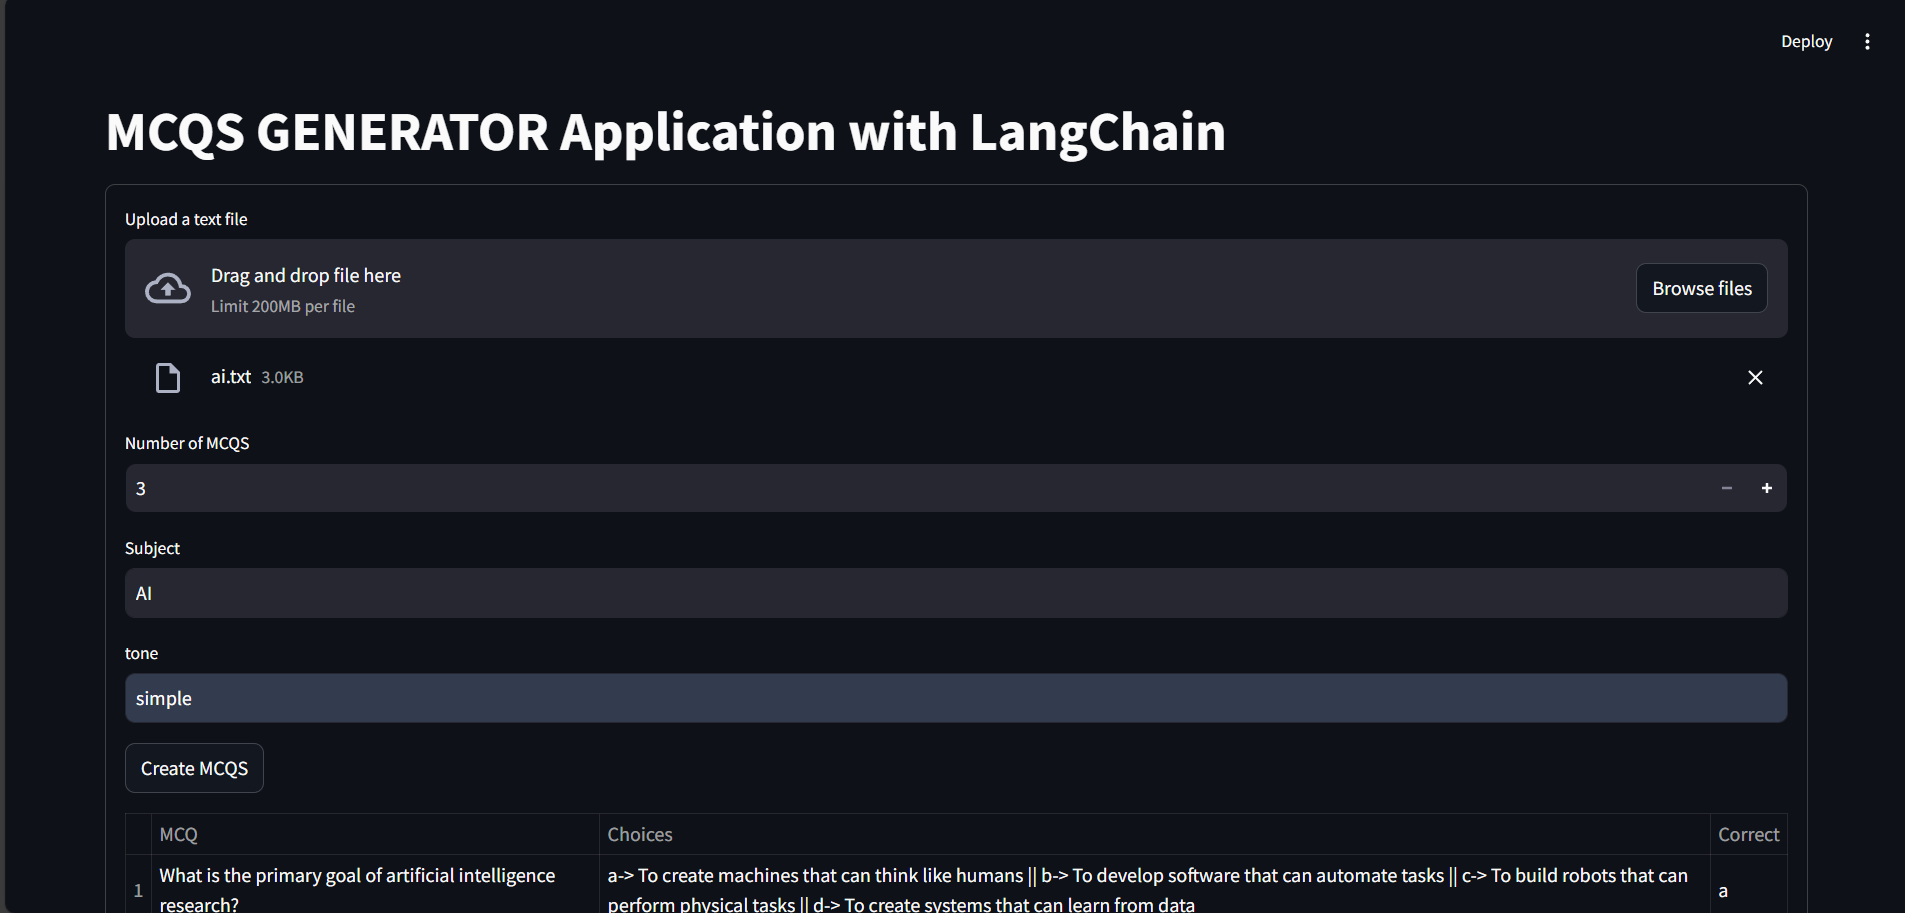 Deploy
MCQS GENERATOR Application with LangChain
Upload a text file
Drag and drop file here
Limit 200MB per file
Browse files
ai.txt 3.0KB
Number of MCQS
3
Subject
AI
tone
simple
Create MCQS
MCQ Choices Correct
1 What is the primary goal of artificial intelligence
research?
a-> To create machines that can think like humans || b-> To develop software that can automate tasks || c-> To build robots that can
perform physical tasks || d-> To create systems that can learn from data
a